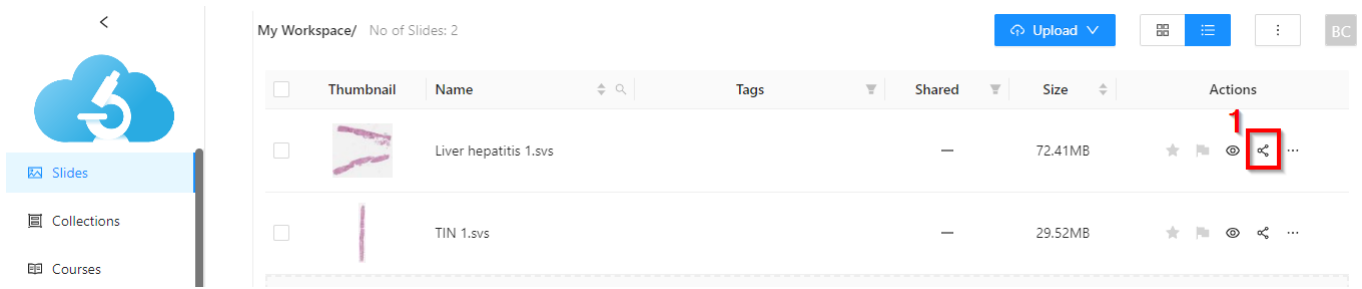 My Workspace/ No of Slides: 2
Upload
BC
Thumbnail Name Tags Shared Size Actions
1
Liver hepatitis 1.svs — 72.41MB
Slides
Collections
TIN 1.svs — 29.52MB
Courses